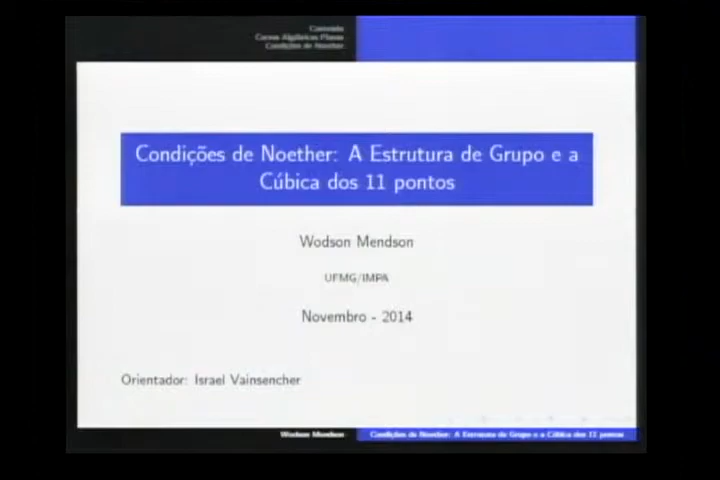 Conteúdo
Curvas Algébricas Planas
Condições de Noether
Condições de Noether: A Estrutura de Grupo e a
Cúbica dos 11 pontos
Wodson Mendson
UFMG/IMPA
Novembro - 2014
Orientador: Israel Vainsencher
Wodson Mendson
Condições de Noether: A Estrutura de Grupo e a Cúbica dos 11 pontos